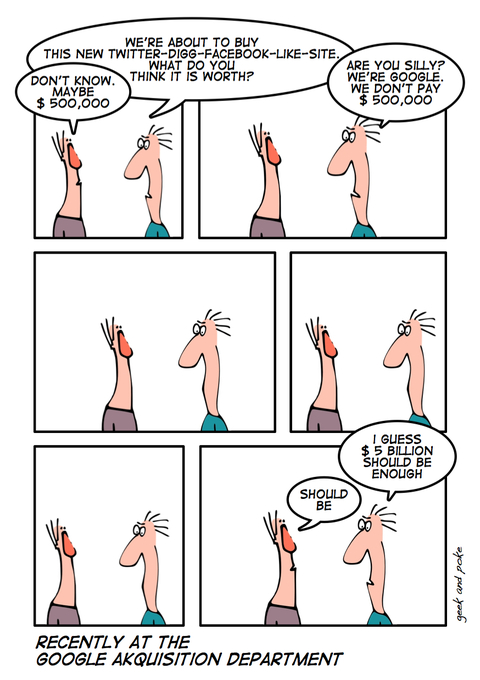 WE'RE ABOUT TO BUY
THIS NEW TWITTER-DIGG-FACEBOOK-LIKE-SITE.
WHAT DO YOU
THINK IT IS WORTH?
DON'T KNOW.
MAYBE
$ 500,000
ARE YOU SILLY?
WE'RE GOOGLE.
WE DON'T PAY
$ 500,000
I GUESS
$ 5 BILLION
SHOULD BE
ENOUGH
SHOULD
BE
geek and poke
RECENTLY AT THE
GOOGLE AKQUISITION DEPARTMENT